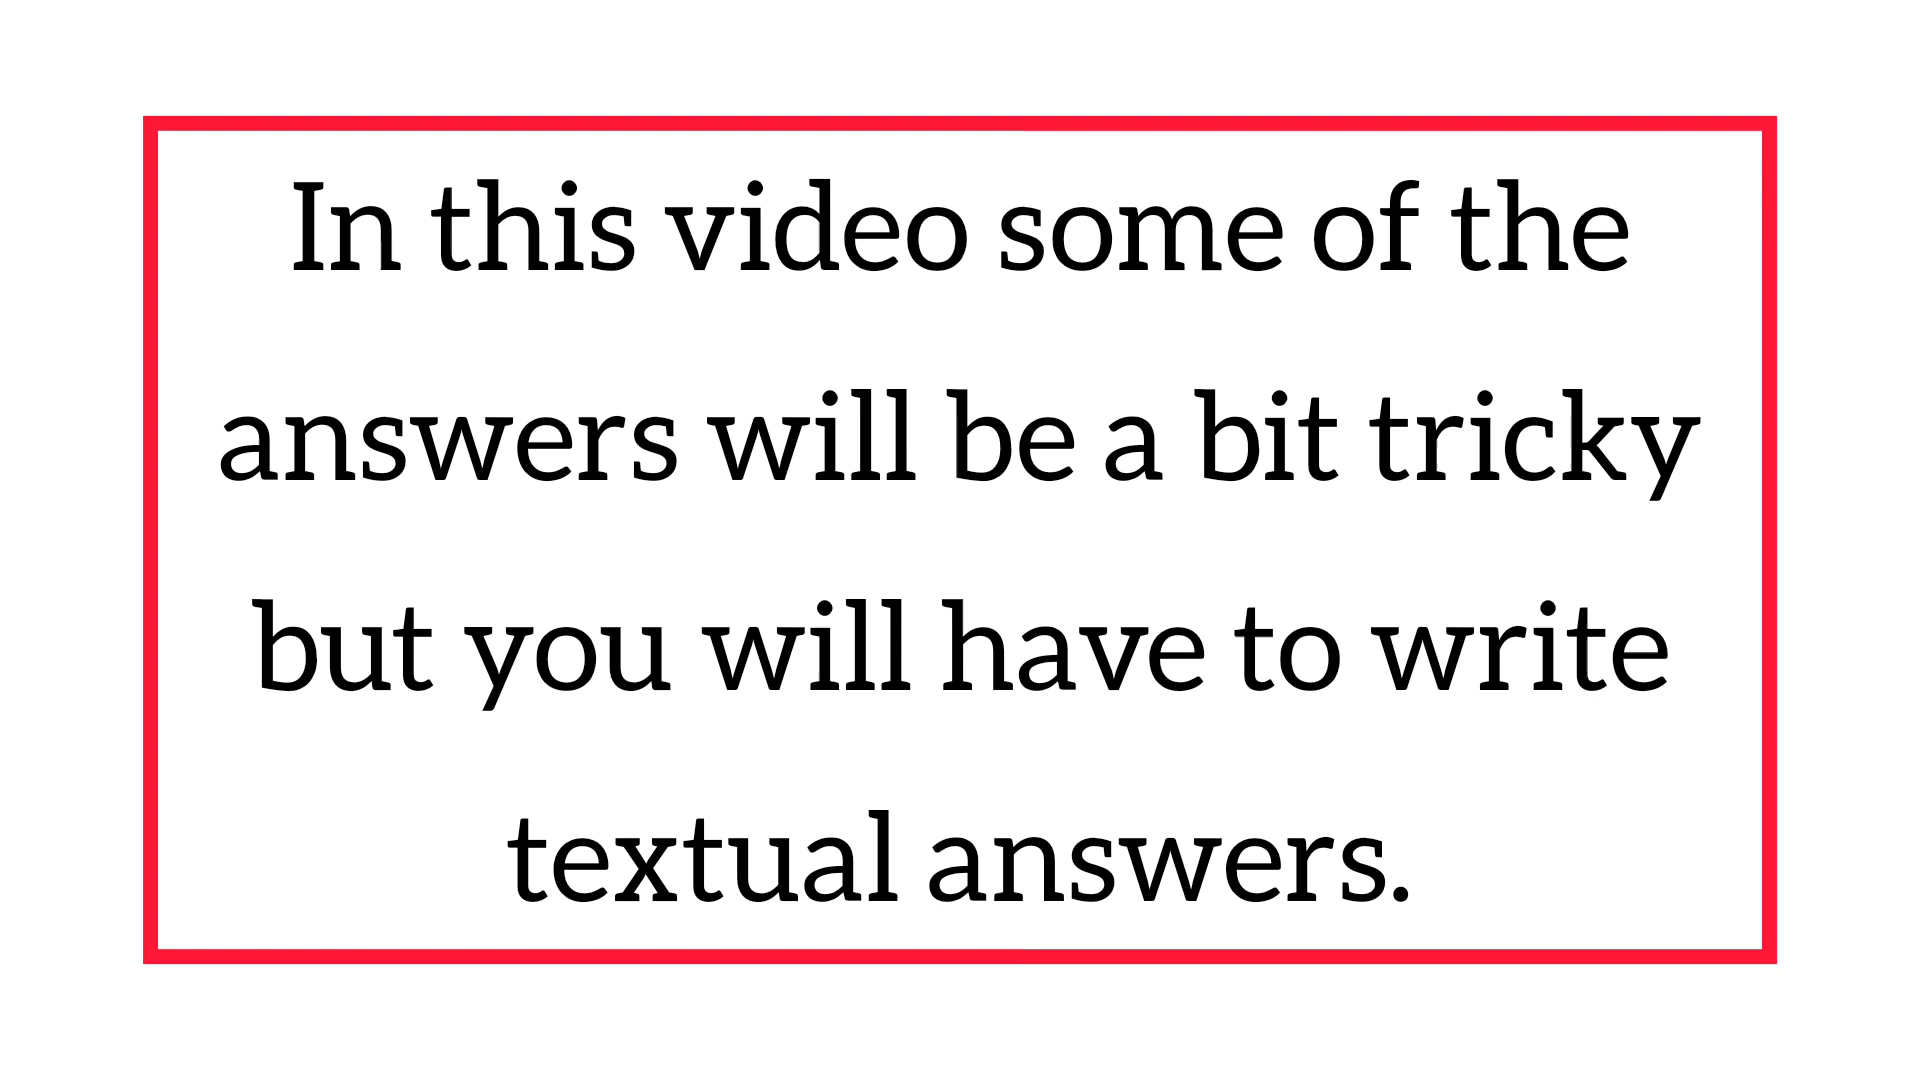 In this video some of the
answers will be a bit tricky
but you will have to write
textual answers.